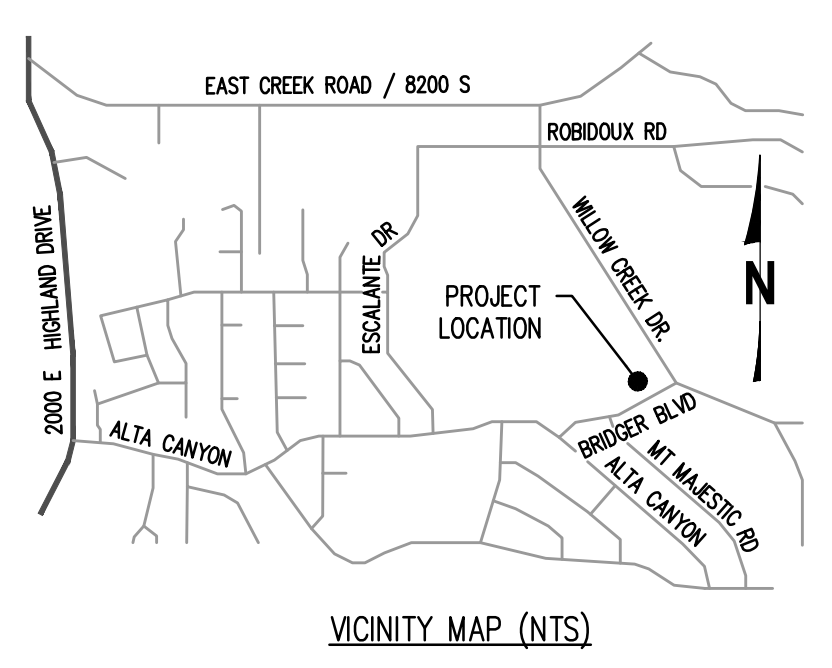 EAST CREEK ROAD / 8200 S
ROBIDOUX RD
WILLOW CREEK DR.
ESCALANTE DR
2000 E HIGHLAND DRIVE
N
PROJECT
LOCATION
BRIDGER BLVD
ALTA CANYON
MT MAJESTIC RD
ALTA CANYON
VICINITY MAP (NTS)